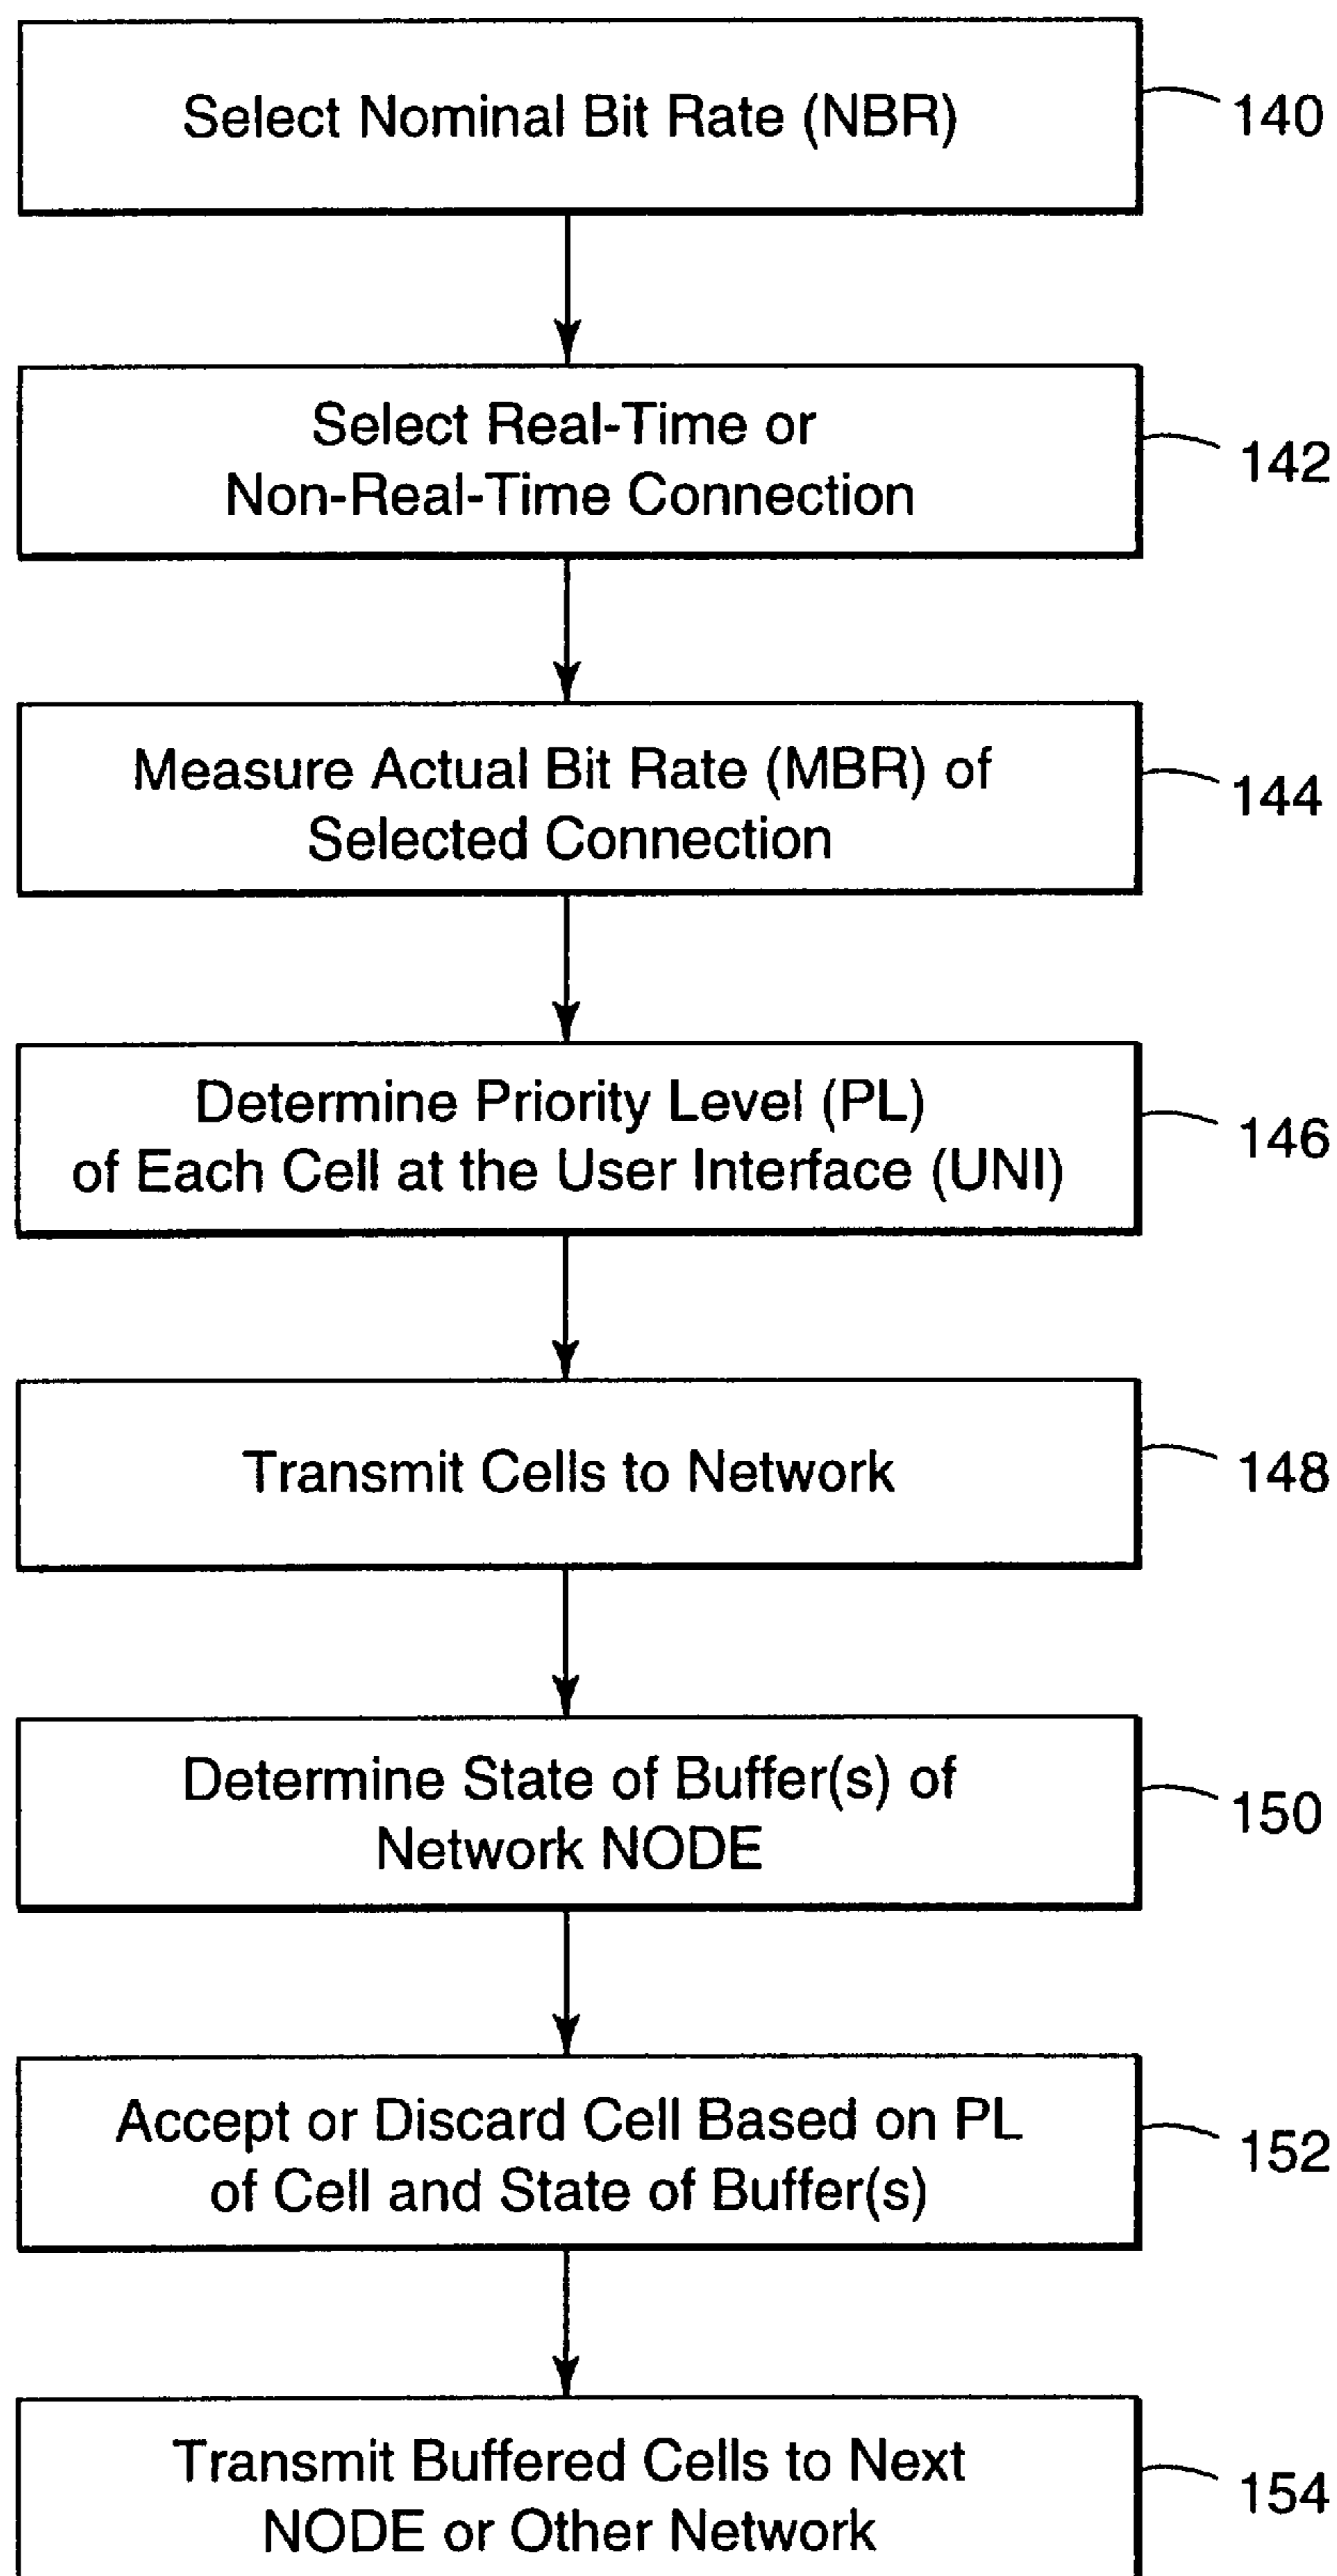 Select Nominal Bit Rate (NBR)
140
Select Real-Time or
Non-Real-Time Connection
142
Measure Actual Bit Rate (MBR) of
Selected Connection
144
Determine Priority Level (PL)
of Each Cell at the User Interface (UNI)
146
Transmit Cells to Network
148
Determine State of Buffer(s) of
Network NODE
150
Accept or Discard Cell Based on PL
of Cell and State of Buffer(s)
152
Transmit Buffered Cells to Next
NODE or Other Network
154